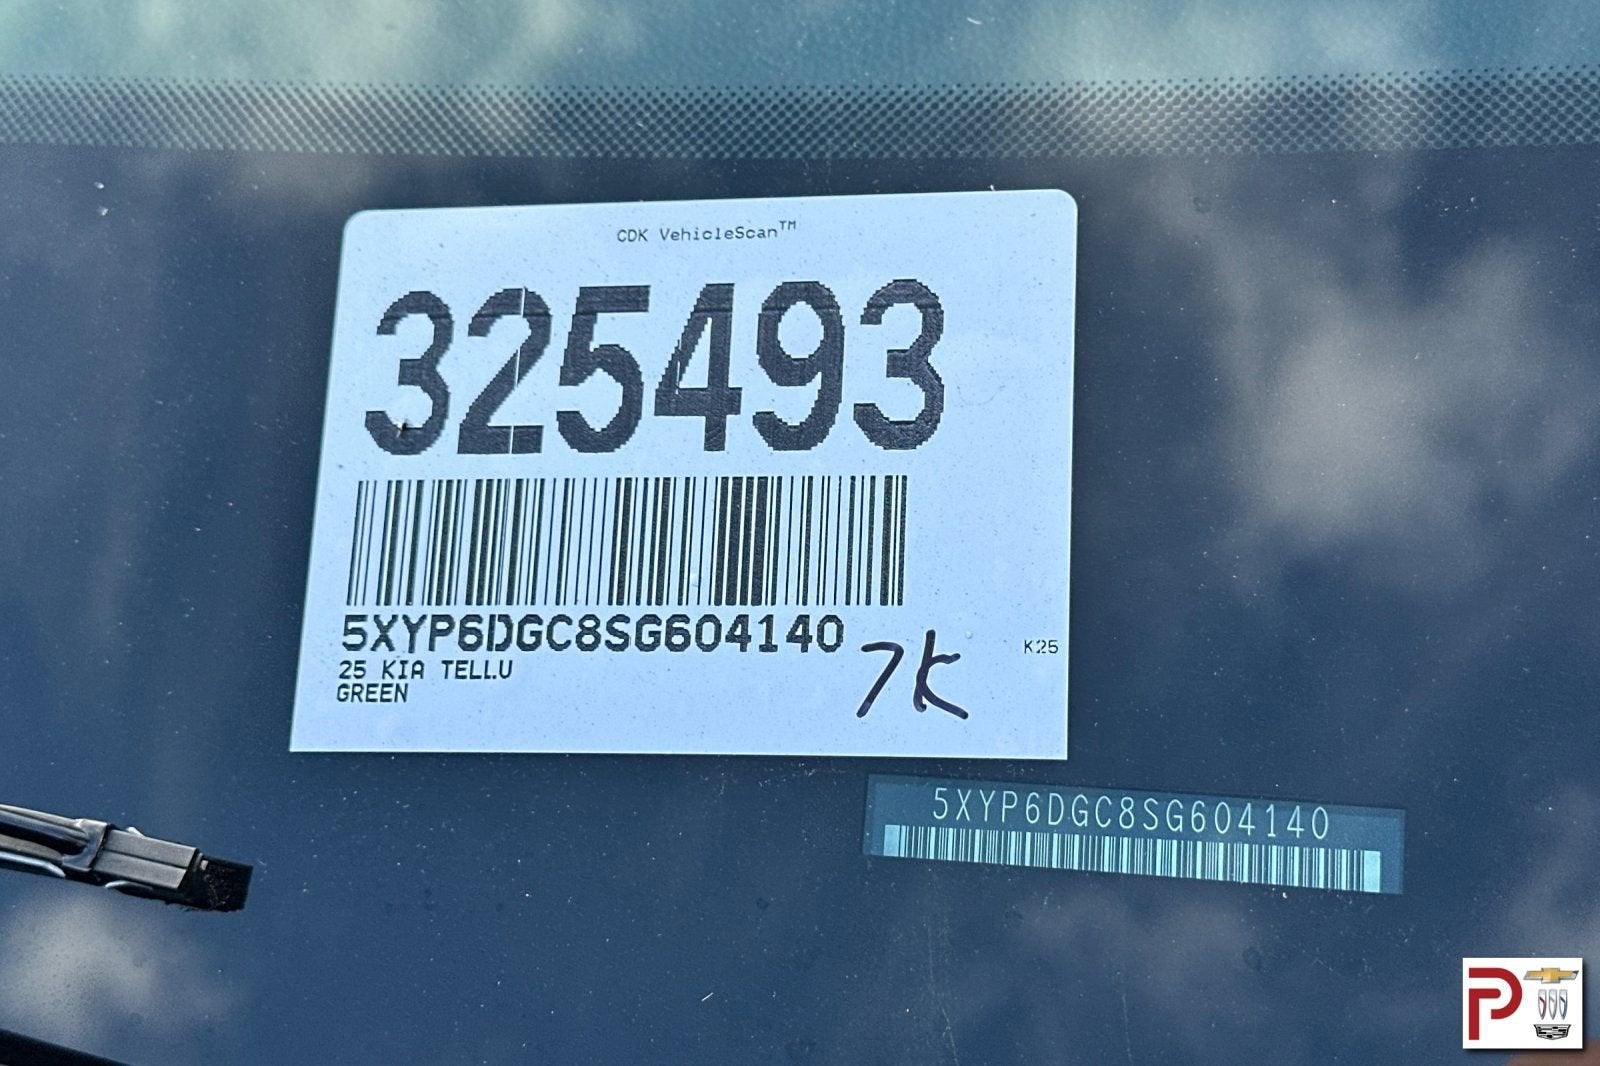 CDK VehicleScan™
325493
5XYP6DGC8SG604140
25 KIA TELLU
GREEN
7K
K25
5XYP6DGC8SG604140
P